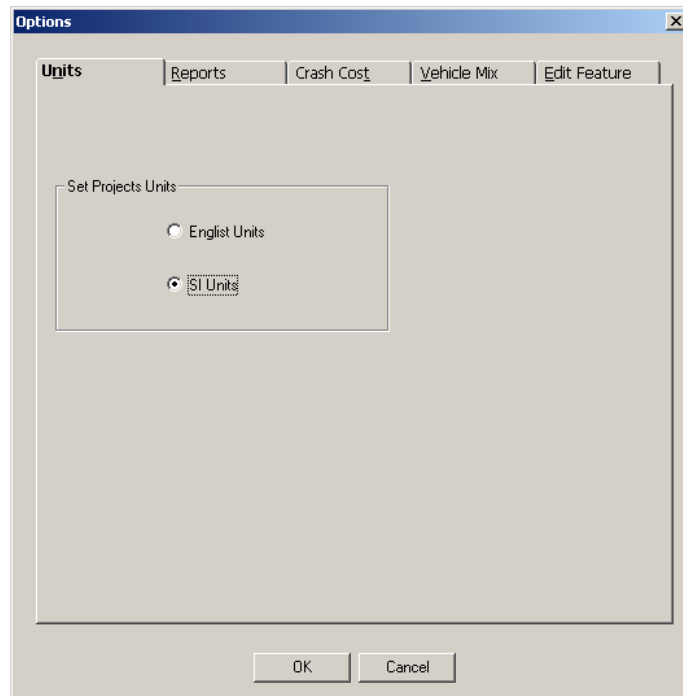 Options
Units Reports Crash Cost Vehicle Mix Edit Feature
Set Projects Units
Englist Units
SI Units
OK Cancel